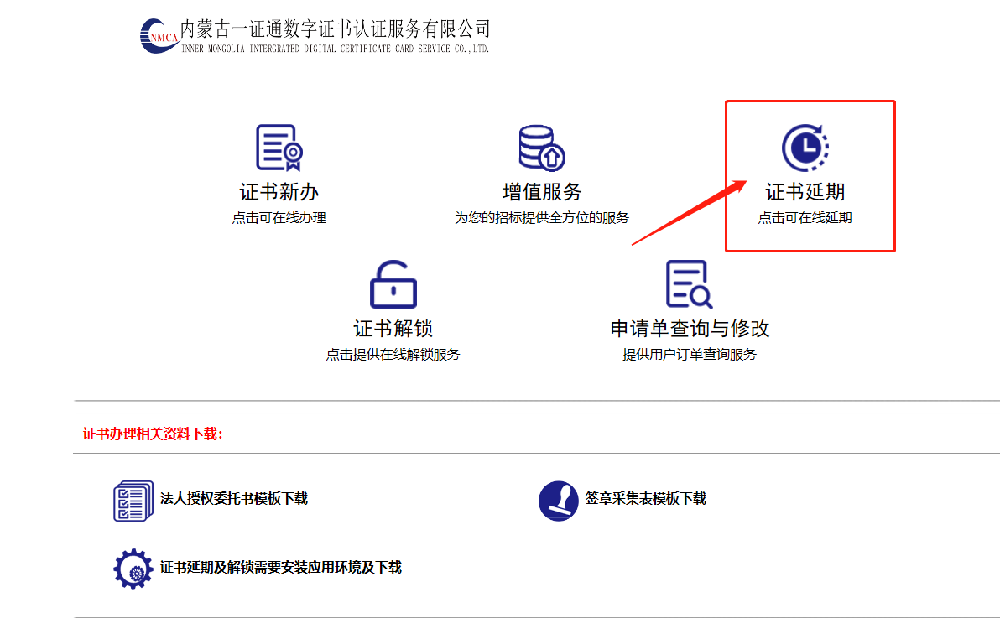 NMCA
内蒙古一证通数字证书认证服务有限公司
INNER MONGOLIA INTERGRATED DIGITAL CERTIFICATE CARD SERVICE CO.,LTD.
证书新办
点击可在线办理
增值服务
为您的招标提供全方位的服务
证书延期
点击可在线延期
证书解锁
点击提供在线解锁服务
申请单查询与修改
提供用户订单查询服务
证书办理相关资料下载：
法人授权委托书模板下载
签章采集表模板下载
证书延期及解锁需要安装应用环境及下载